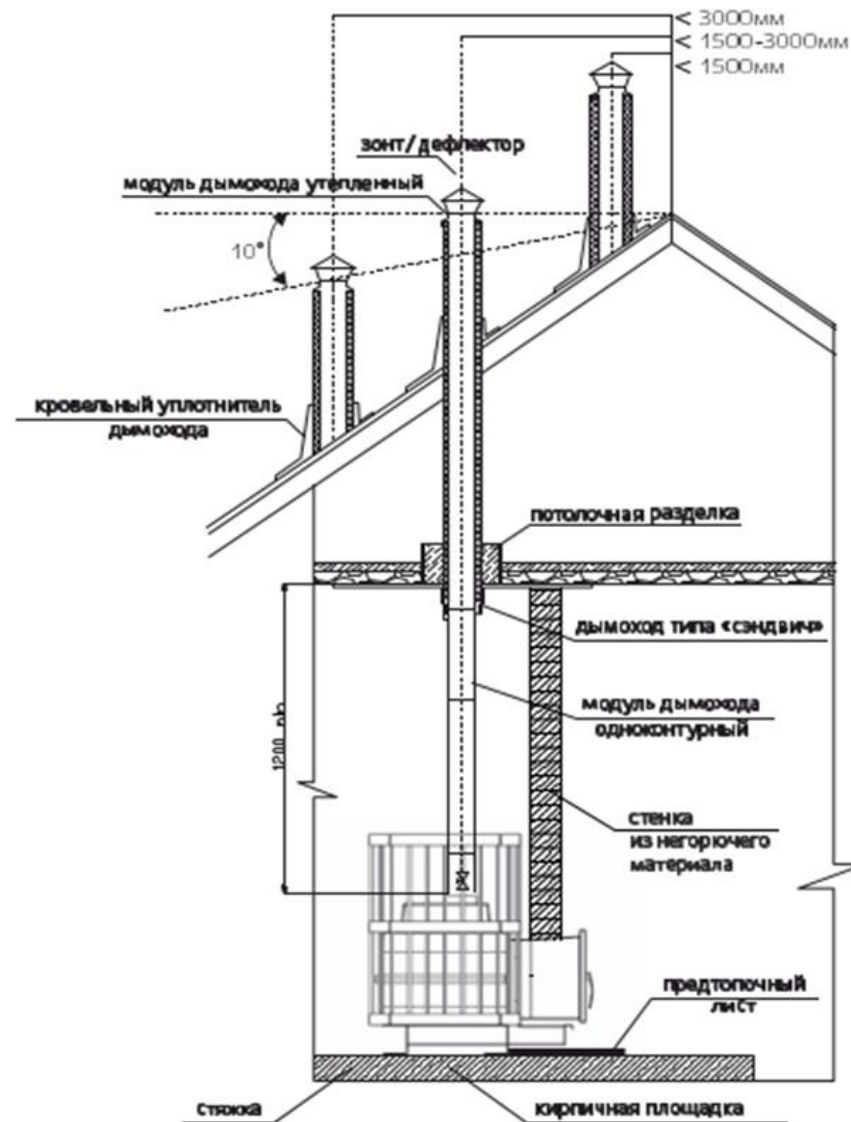 < 3000мм
< 1500-3000мм
< 1500мм
зонт/дефлектор
модуль дымохода утепленный
10°
кровельный уплотнитель
дымохода
потолочная разделка
дымоход типа «сэндвич»
модуль дымохода
одноконтурный
1200
стенка
из негорючего
материала
предтопочный
лист
стяжка
кирпичная площадка